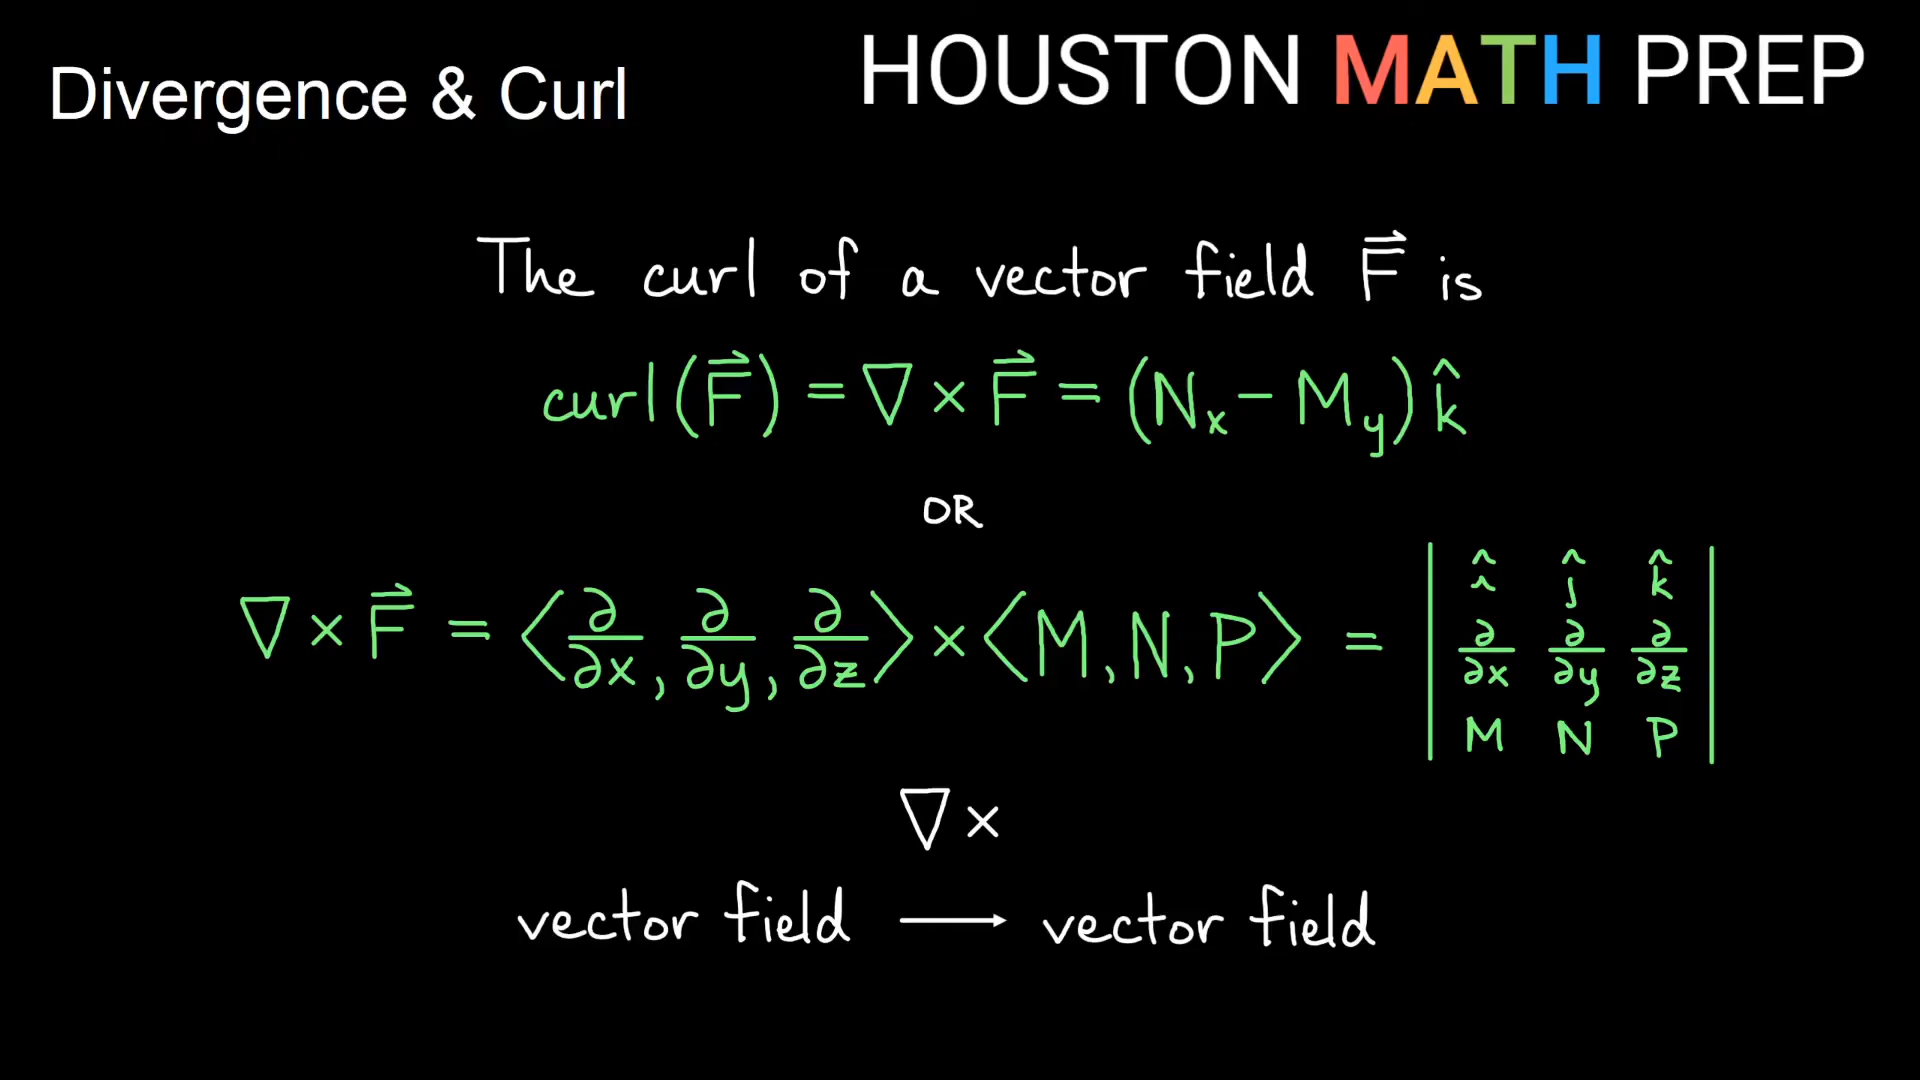 Divergence & Curl
HOUSTON MATH PREP
The curl of a vector field F⃗ is
curl(F⃗) = ∇ × F⃗ = (Nₓ − M_y) k̂
OR
∇ × F⃗ = ⟨∂/∂x, ∂/∂y, ∂/∂z⟩ × ⟨M, N, P⟩ = | î ĵ k̂ |
| ∂/∂x ∂/∂y ∂/∂z |
| M N P |
∇ ×
vector field → vector field